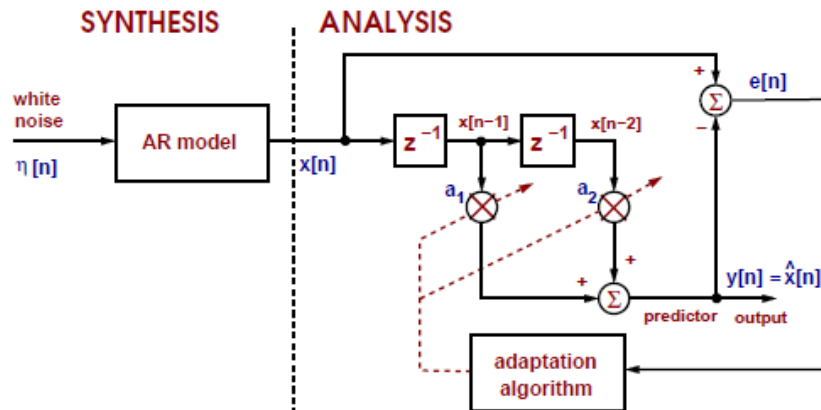 SYNTHESIS
ANALYSIS
white
noise
η[n]
AR model
x[n]
z⁻¹
x[n−1]
z⁻¹
x[n−2]
a₁
a₂
+
+
Σ
+
−
Σ
e[n]
y[n] = x̂[n]
predictor
output
adaptation
algorithm